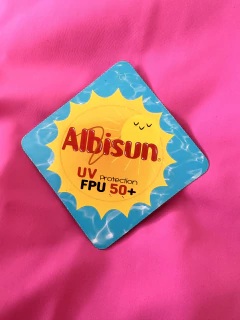 Albisun
UV Protection
FPU 50+